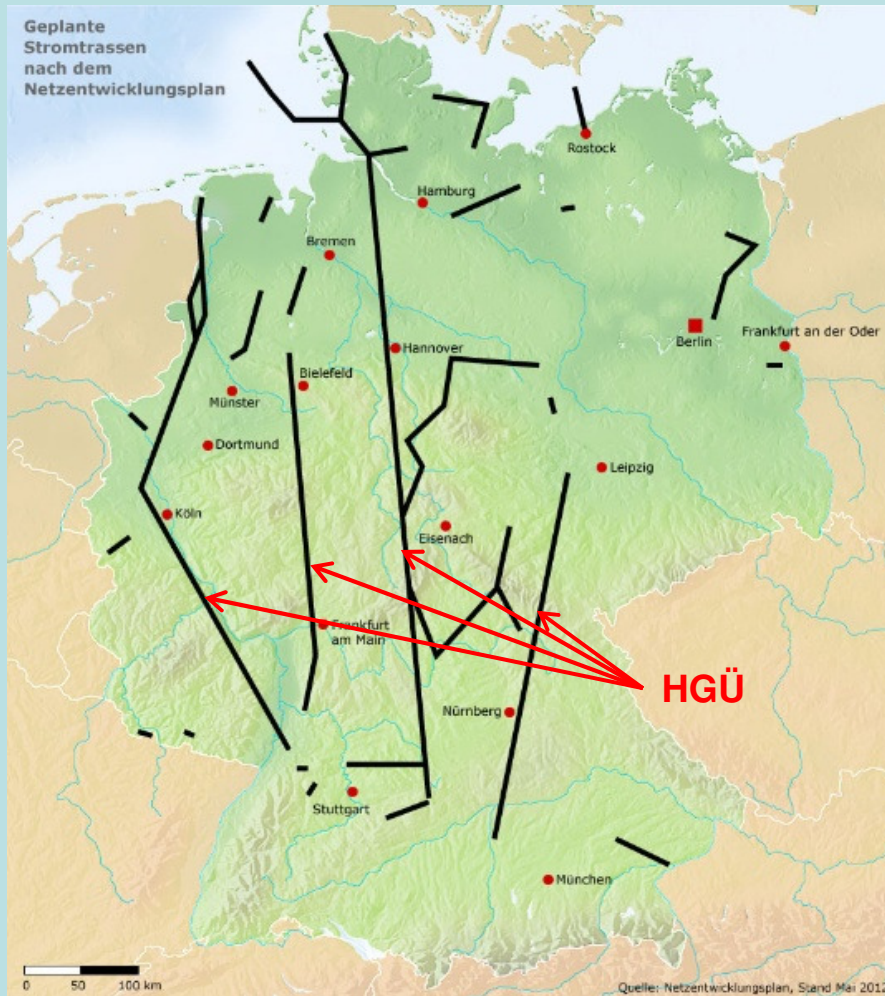 Geplante
Stromtrassen
nach dem
Netzentwicklungsplan
Rostock
Hamburg
Bremen
Berlin
Frankfurt an der Oder
Hannover
Bielefeld
Münster
Dortmund
Leipzig
Köln
Eisenach
Frankfurt
am Main
HGÜ
Nürnberg
Stuttgart
München
0 50 100 km
Quelle: Netzentwicklungsplan, Stand Mai 2012